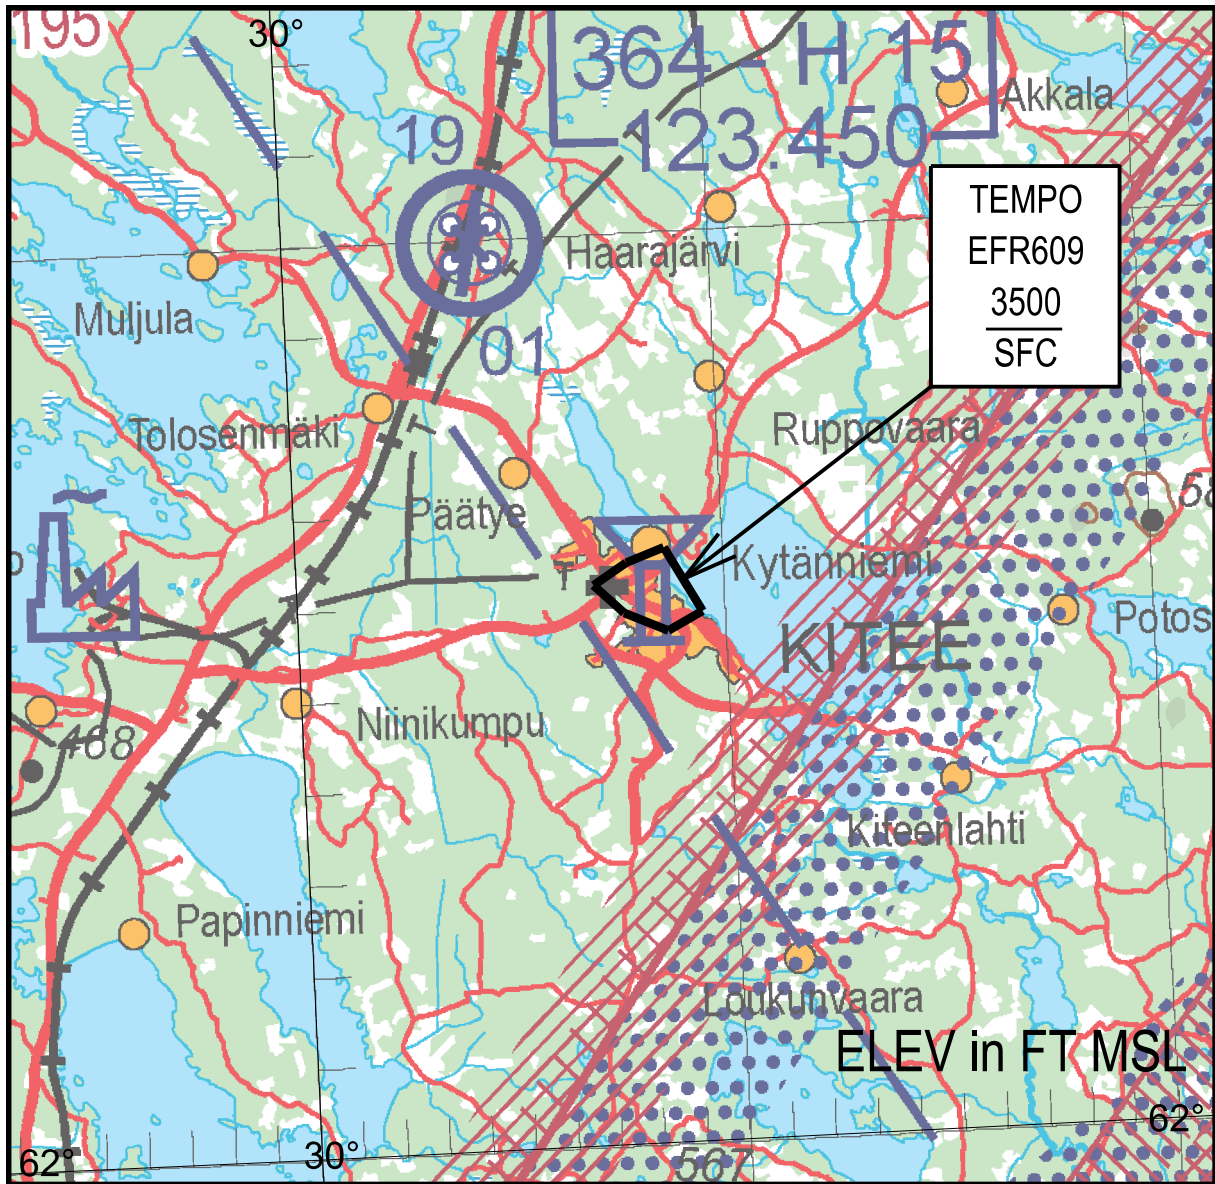 195
30°
364 - H 15
Akkala
19
123.450
TEMPO
EFR609
3500
SFC
Haarajärvi
Muljula
01
Tolosenmäki
Ruppovaara
Päätye
Kytänniemi
Potos
KITEE
Niinikumpu
468
Kiteenlahti
Papinniemi
Loukunvaara
ELEV in FT MSL
62°
30°
567
62°